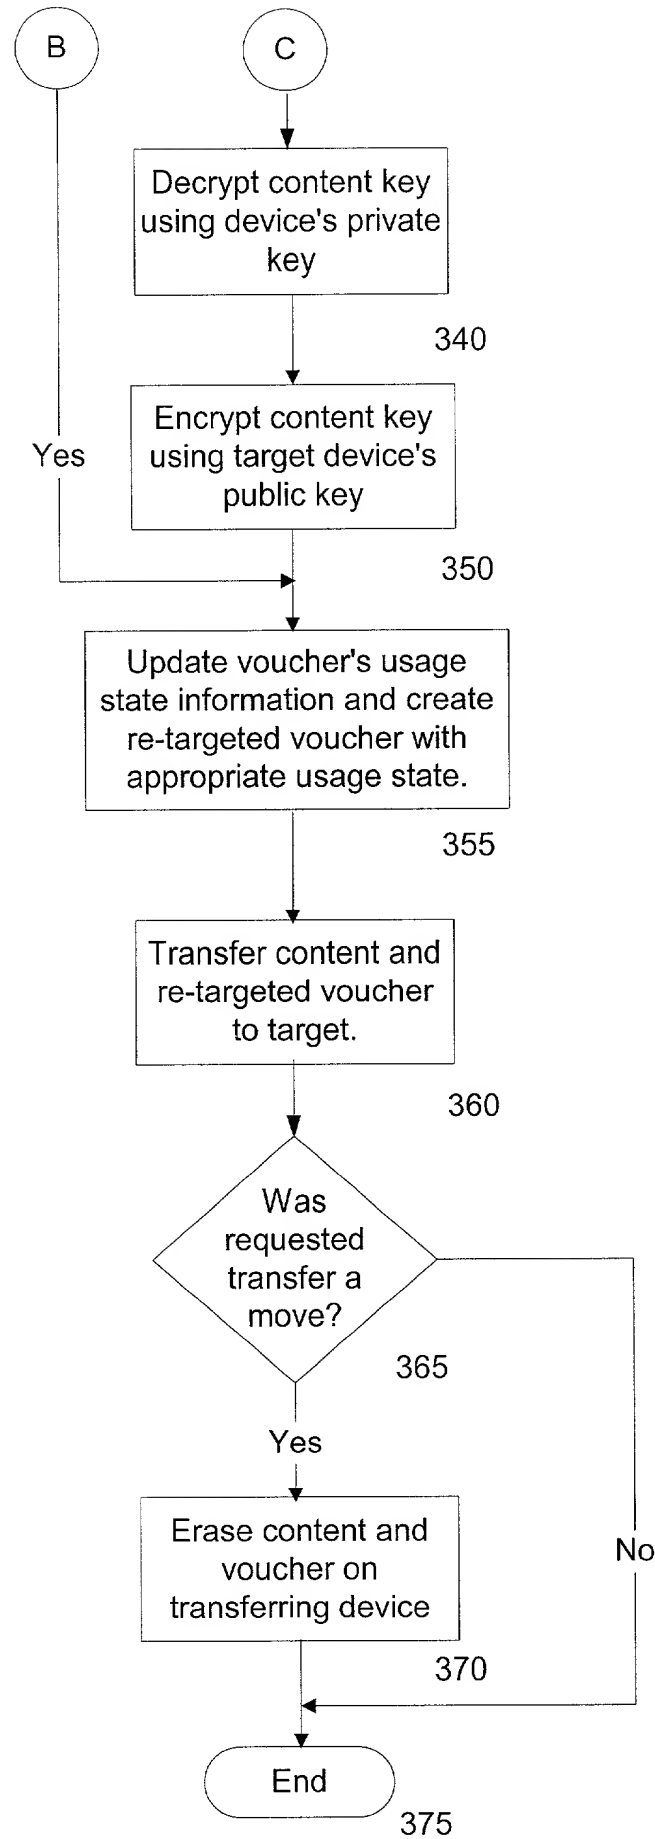 B
C
Decrypt content key
using device's private
key
340
Encrypt content key
using target device's
public key
Yes
350
Update voucher's usage
state information and create
re-targeted voucher with
appropriate usage state.
355
Transfer content and
re-targeted voucher
to target.
360
Was
requested
transfer a
move?
365
Yes
Erase content and
voucher on
transferring device
No
370
End
375